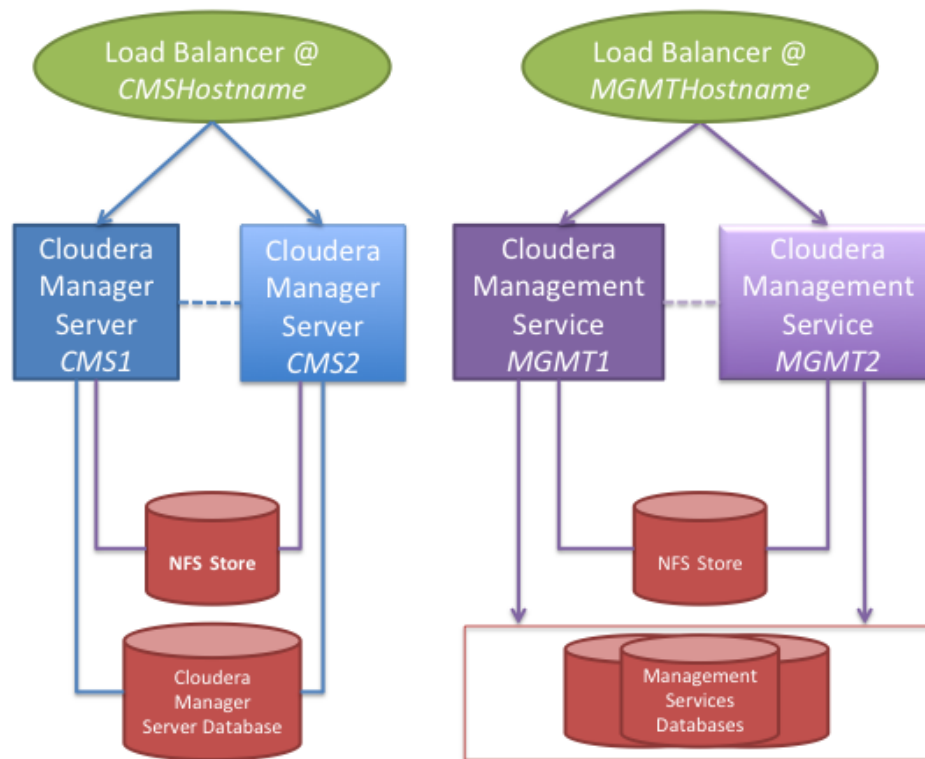 Load Balancer @
CMSHostname
Load Balancer @
MGMTHostname
Cloudera
Manager
Server
CMS1
Cloudera
Manager
Server
CMS2
Cloudera
Management
Service
MGMT1
Cloudera
Management
Service
MGMT2
NFS Store
NFS Store
Cloudera
Manager
Server Database
Management
Services
Databases